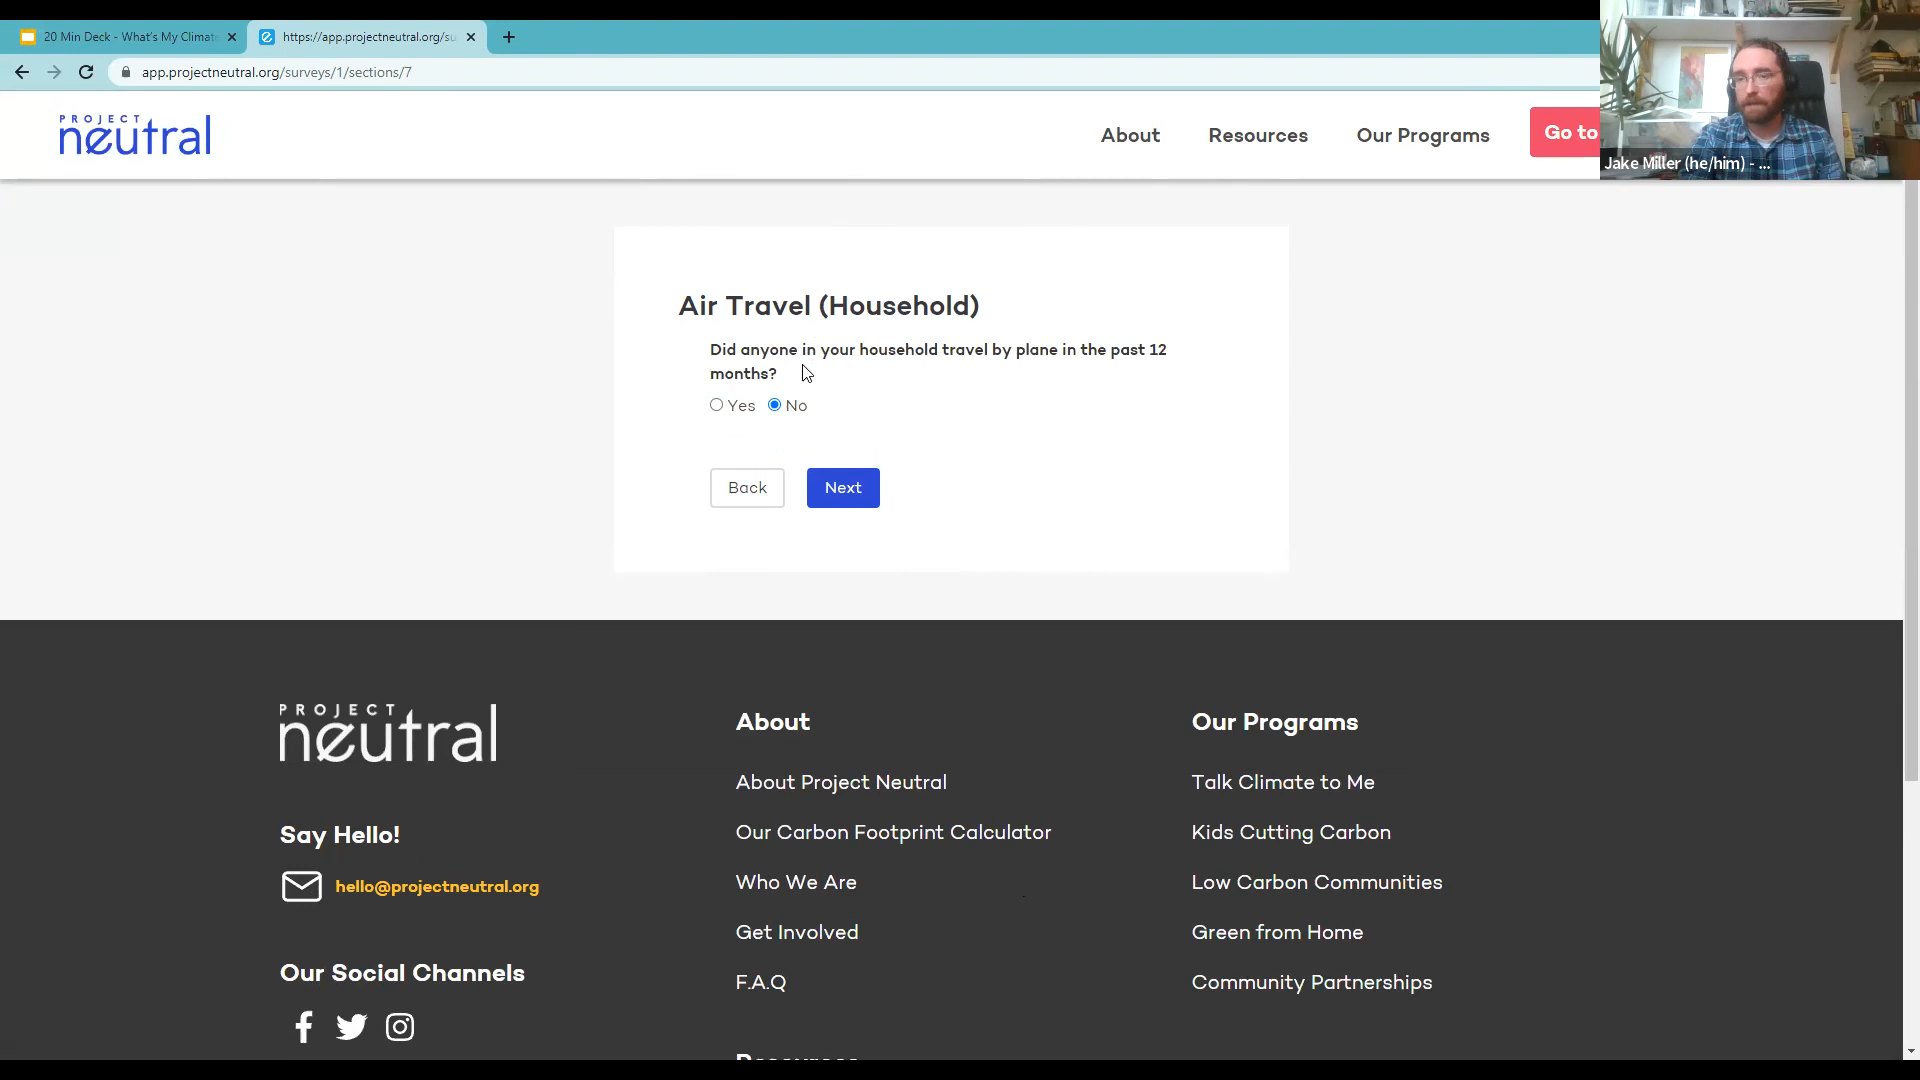 20 Min Deck - What's My Climat
https://app.projectneutral.org/su
app.projectneutral.org/surveys/1/sections/7
PROJECT
neutral
About
Resources
Our Programs
Go to
Jake Miller (he/him) - ...
Air Travel (Household)
Did anyone in your household travel by plane in the past 12
months?
Yes
No
Back
Next
PROJECT
neutral
Say Hello!
hello@projectneutral.org
Our Social Channels
About
About Project Neutral
Our Carbon Footprint Calculator
Who We Are
Get Involved
F.A.Q
Resources
Our Programs
Talk Climate to Me
Kids Cutting Carbon
Low Carbon Communities
Green from Home
Community Partnerships